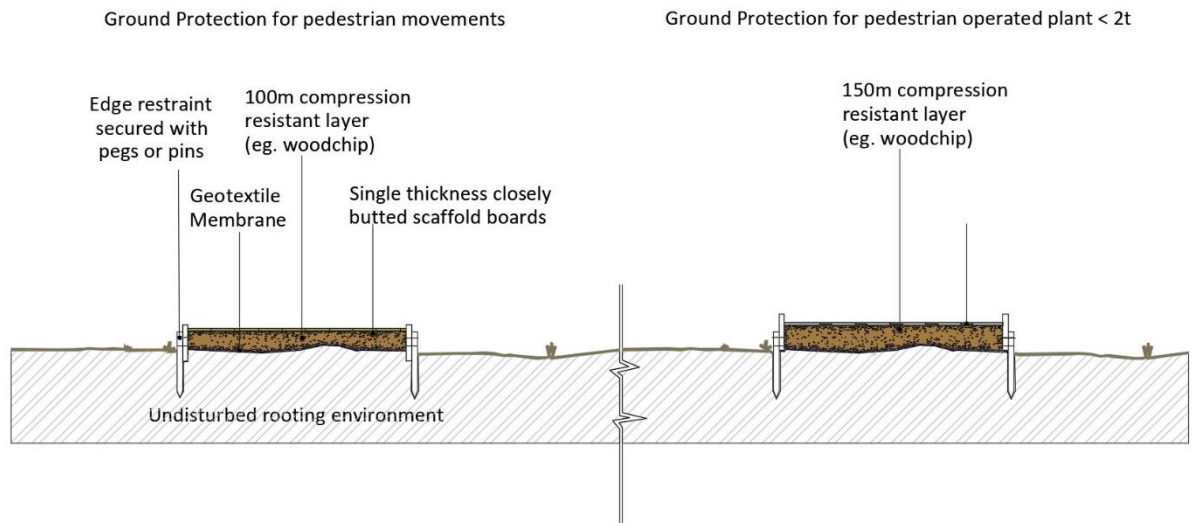 Ground Protection for pedestrian movements
Ground Protection for pedestrian operated plant < 2t
Edge restraint
secured with
pegs or pins
100m compression
resistant layer
(eg. woodchip)
Geotextile
Membrane
Single thickness closely
butted scaffold boards
150m compression
resistant layer
(eg. woodchip)
Undisturbed rooting environment